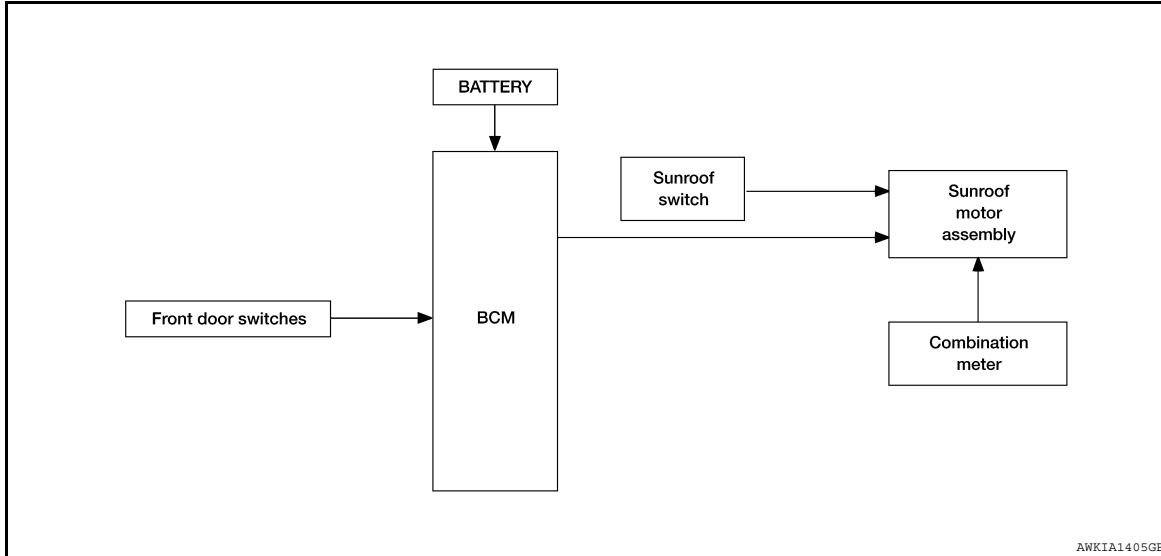 BATTERY
Sunroof
switch
Sunroof
motor
assembly
Front door switches
BCM
Combination
meter
AWKIA1405GB